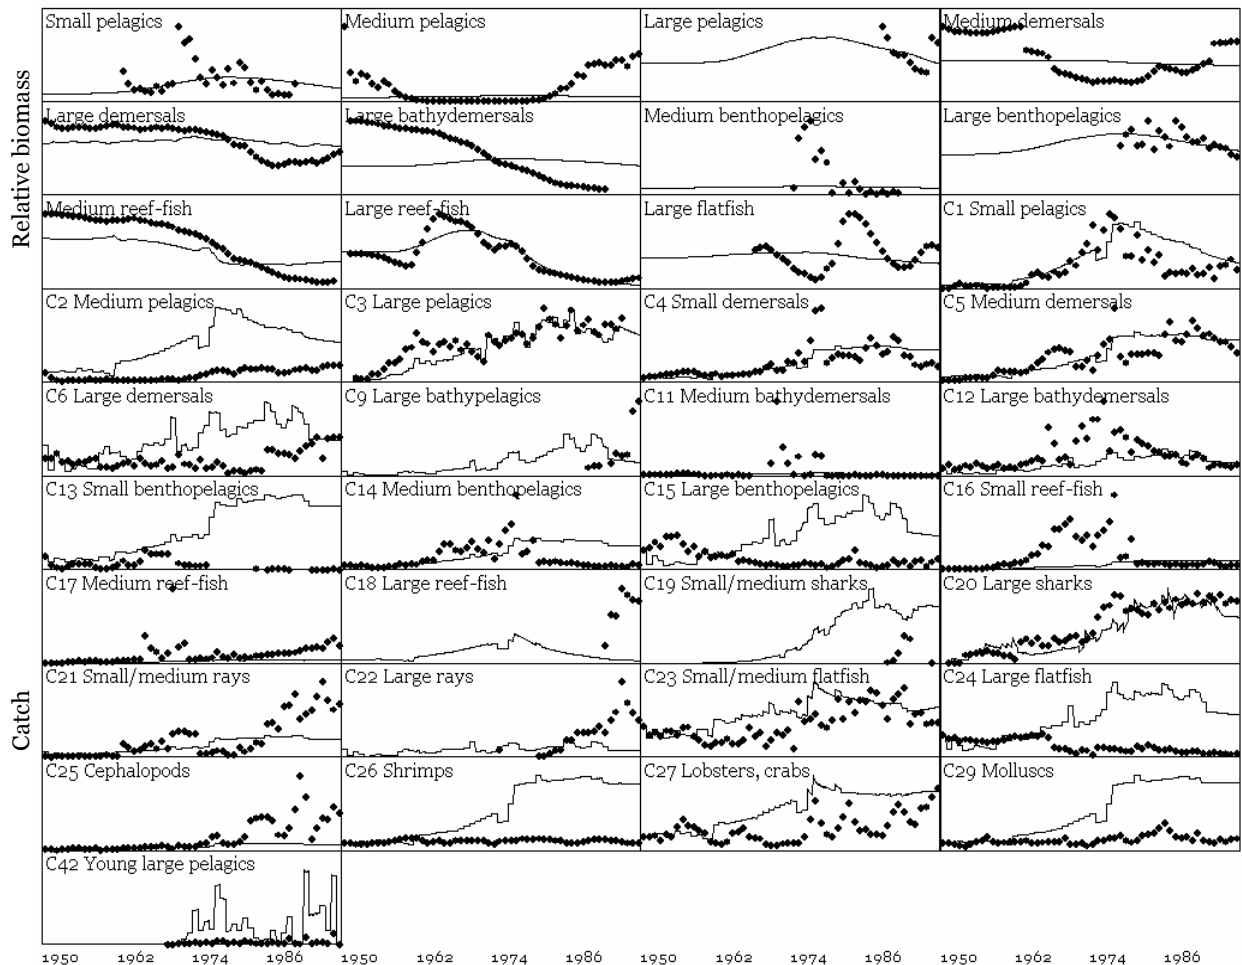 Relative biomass
Small pelagics
Medium pelagics
Large pelagics
Medium demersals
Large demersals
Large bathydemersals
Medium benthopelagics
Large benthopelagics
Medium reef-fish
Large reef-fish
Large flatfish
C1 Small pelagics
C2 Medium pelagics
C3 Large pelagics
C4 Small demersals
C5 Medium demersals
C6 Large demersals
C9 Large bathypelagics
C11 Medium bathydemersals
C12 Large bathydemersals
C13 Small benthopelagics
C14 Medium benthopelagics
C15 Large benthopelagics
C16 Small reef-fish
Catch
C17 Medium reef-fish
C18 Large reef-fish
C19 Small/medium sharks
C20 Large sharks
C21 Small/medium rays
C22 Large rays
C23 Small/medium flatfish
C24 Large flatfish
C25 Cephalopods
C26 Shrimps
C27 Lobsters, crabs
C29 Molluscs
C42 Young large pelagics
1950 1962 1974 1986 1950 1962 1974 1986 1950 1962 1974 1986 1950 1962 1974 1986